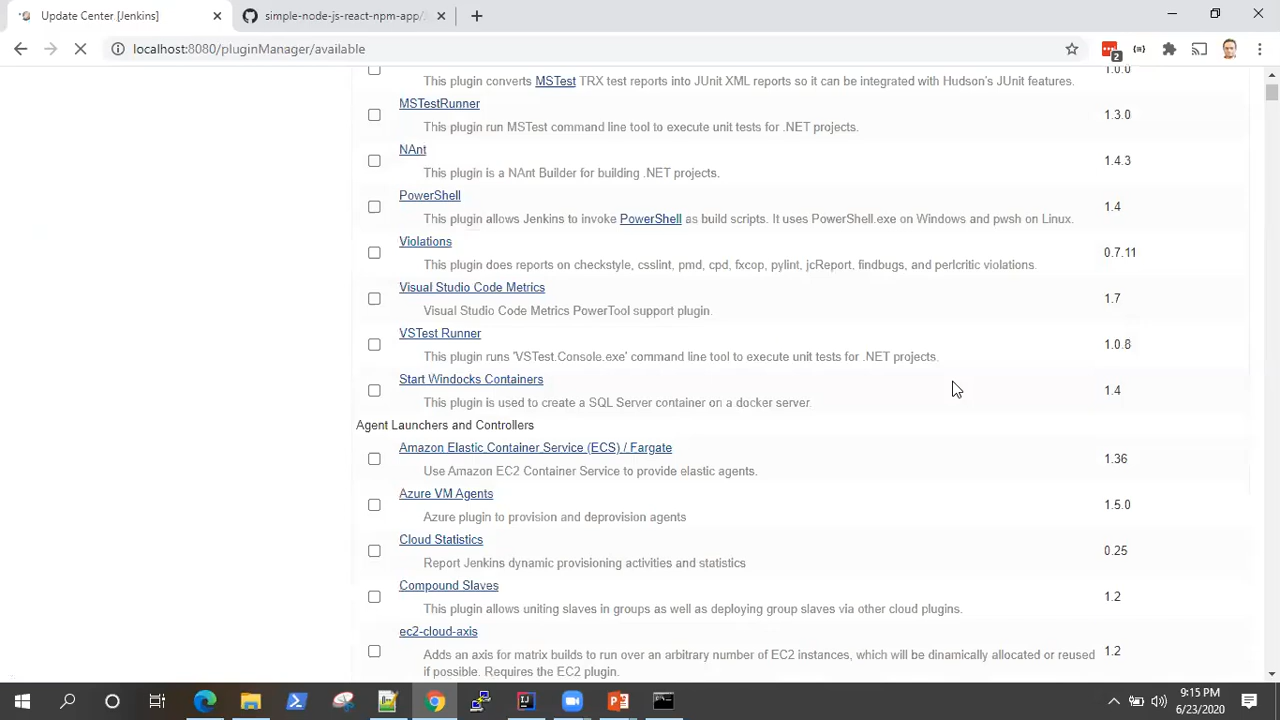 Update Center [Jenkins]
simple-node-js-react-npm-app/
localhost:8080/pluginManager/available
2
1.0.0
This plugin converts MSTest TRX test reports into JUnit XML reports so it can be integrated with Hudson's JUnit features.
MSTestRunner
1.3.0
This plugin run MSTest command line tool to execute unit tests for .NET projects.
NAnt
1.4.3
This plugin is a NAnt Builder for building .NET projects.
PowerShell
1.4
This plugin allows Jenkins to invoke PowerShell as build scripts. It uses PowerShell.exe on Windows and pwsh on Linux.
Violations
0.7.11
This plugin does reports on checkstyle, csslint, pmd, cpd, fxcop, pylint, jcReport, findbugs, and perlcritic violations.
Visual Studio Code Metrics
1.7
Visual Studio Code Metrics PowerTool support plugin.
VSTest Runner
1.0.8
This plugin runs 'VSTest.Console.exe' command line tool to execute unit tests for .NET projects.
Start Windocks Containers
1.4
This plugin is used to create a SQL Server container on a docker server.
Agent Launchers and Controllers
Amazon Elastic Container Service (ECS) / Fargate
1.36
Use Amazon EC2 Container Service to provide elastic agents.
Azure VM Agents
1.5.0
Azure plugin to provision and deprovision agents
Cloud Statistics
0.25
Report Jenkins dynamic provisioning activities and statistics
Compound Slaves
1.2
This plugin allows uniting slaves in groups as well as deploying group slaves via other cloud plugins.
ec2-cloud-axis
1.2
Adds an axis for matrix builds to run over an arbitrary number of EC2 instances, which will be dinamically allocated or reused
if possible. Requires the EC2 plugin.
9:15 PM
6/23/2020